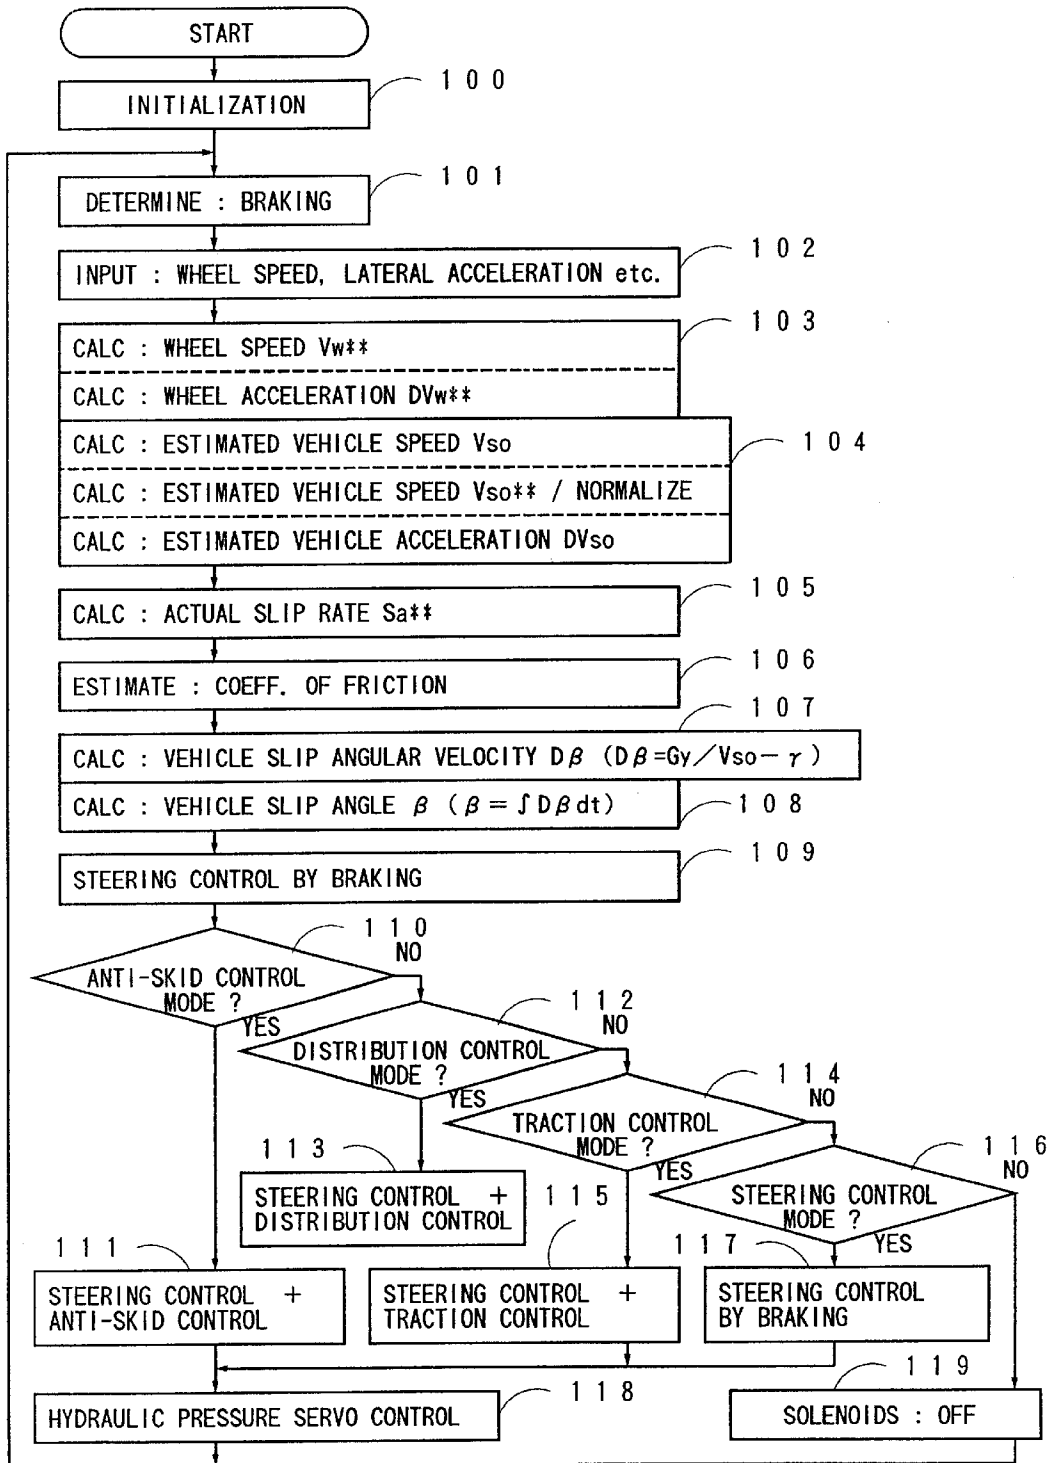 START
100
INITIALIZATION
101
DETERMINE : BRAKING
102
INPUT : WHEEL SPEED, LATERAL ACCELERATION etc.
103
CALC : WHEEL SPEED Vw**
CALC : WHEEL ACCELERATION DVw**
CALC : ESTIMATED VEHICLE SPEED Vso
104
CALC : ESTIMATED VEHICLE SPEED Vso** / NORMALIZE
CALC : ESTIMATED VEHICLE ACCELERATION DVso
105
CALC : ACTUAL SLIP RATE Sa**
106
ESTIMATE : COEFF. OF FRICTION
107
CALC : VEHICLE SLIP ANGULAR VELOCITY Dβ (Dβ=Gy/Vso-γ)
CALC : VEHICLE SLIP ANGLE β (β=∫Dβdt)
108
109
STEERING CONTROL BY BRAKING
110
NO
ANTI-SKID CONTROL
MODE ?
YES
112
NO
DISTRIBUTION CONTROL
MODE ?
YES
114
NO
TRACTION CONTROL
MODE ?
YES
116
NO
STEERING CONTROL
MODE ?
YES
113
STEERING CONTROL +
DISTRIBUTION CONTROL
115
111
STEERING CONTROL +
ANTI-SKID CONTROL
STEERING CONTROL +
TRACTION CONTROL
117
STEERING CONTROL
BY BRAKING
118
HYDRAULIC PRESSURE SERVO CONTROL
119
SOLENOIDS : OFF